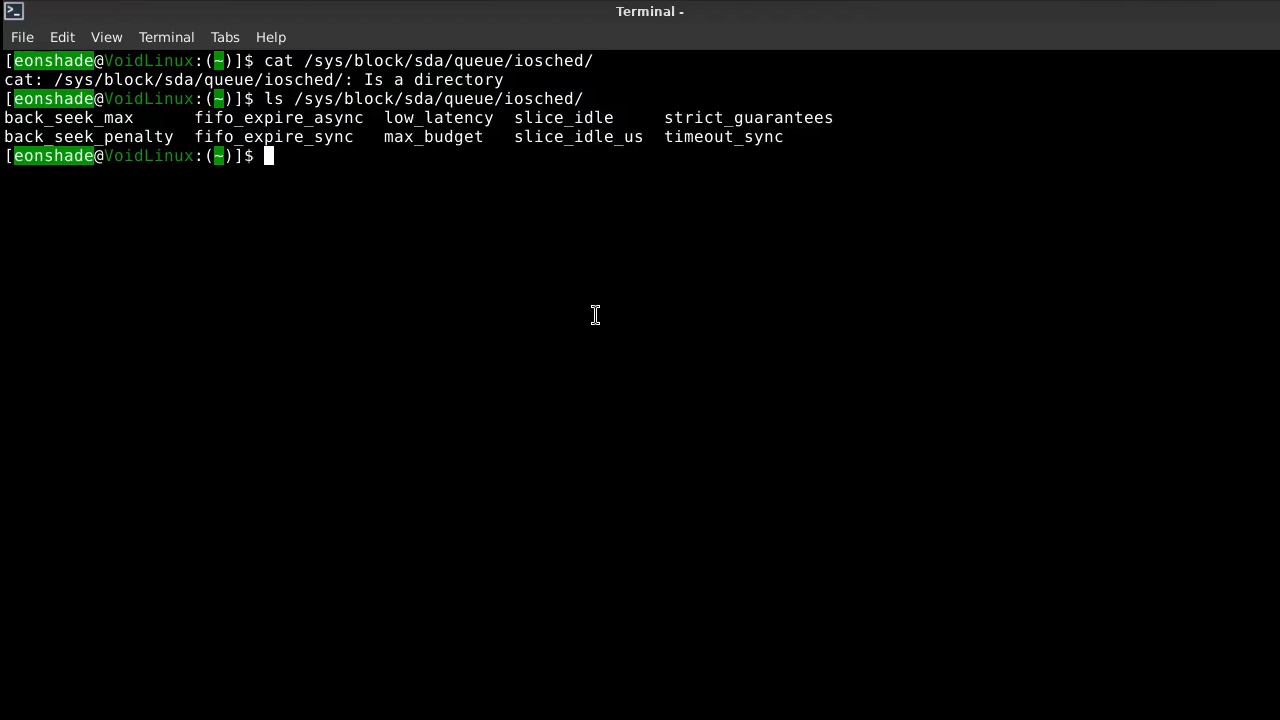 Terminal -
File Edit View Terminal Tabs Help
[eonshade@VoidLinux:(~)]$ cat /sys/block/sda/queue/iosched/
cat: /sys/block/sda/queue/iosched/: Is a directory
[eonshade@VoidLinux:(~)]$ ls /sys/block/sda/queue/iosched/
back_seek_max      fifo_expire_async  low_latency  slice_idle     strict_guarantees
back_seek_penalty  fifo_expire_sync   max_budget   slice_idle_us  timeout_sync
[eonshade@VoidLinux:(~)]$